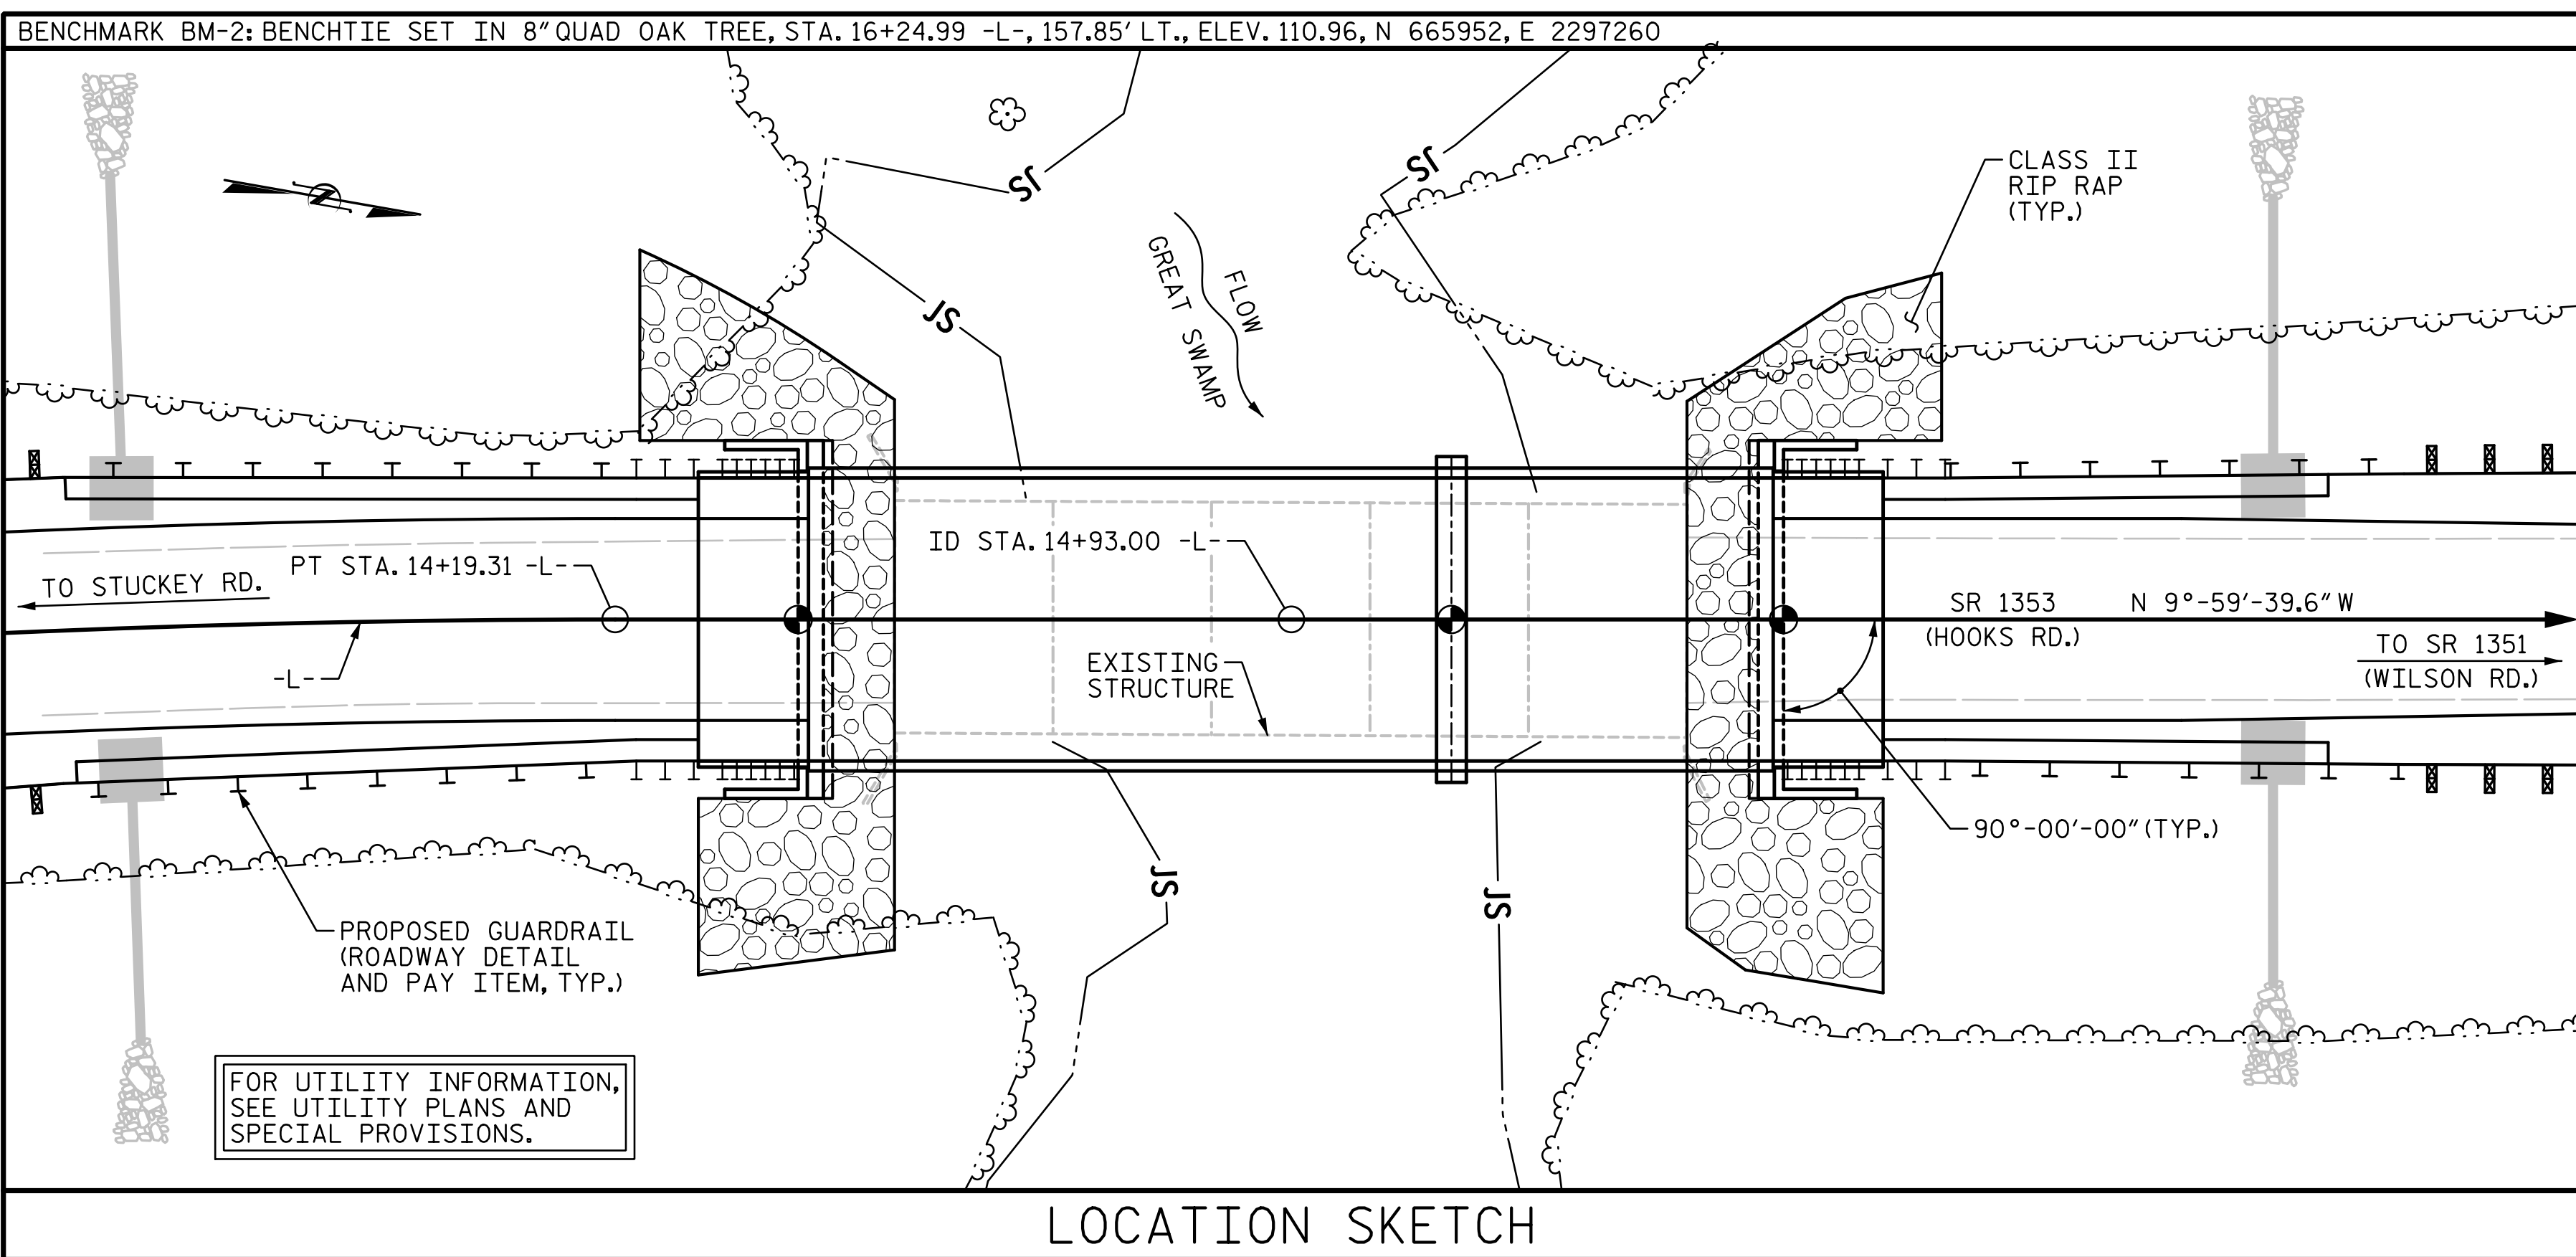 BENCHMARK BM-2: BENCHTIE SET IN 8" QUAD OAK TREE, STA. 16+24.99 -L-, 157.85' LT., ELEV. 110.96, N 665952, E 2297260
CLASS II
RIP RAP
(TYP.)
JS
JS
JS
FLOW
GREAT SWAMP
ID STA. 14+93.00 -L-
PT STA. 14+19.31 -L-
TO STUCKEY RD.
-L-
EXISTING
STRUCTURE
SR 1353
(HOOKS RD.)
N 9°-59'-39.6" W
TO SR 1351
(WILSON RD.)
90°-00'-00" (TYP.)
JS
JS
PROPOSED GUARDRAIL
(ROADWAY DETAIL
AND PAY ITEM, TYP.)
FOR UTILITY INFORMATION,
SEE UTILITY PLANS AND
SPECIAL PROVISIONS.
LOCATION SKETCH